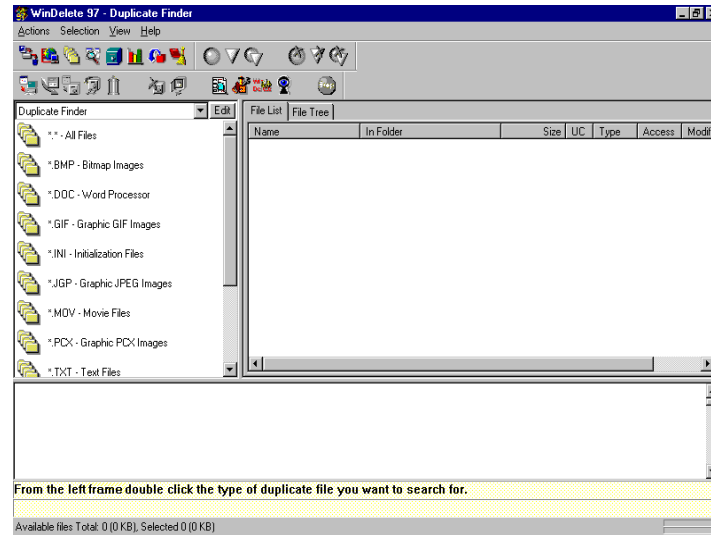 WinDelete 97 - Duplicate Finder
Actions Selection View Help
Duplicate Finder Edit
File List File Tree
Name In Folder Size UC Type Access Modif
*.* - All Files
*.BMP - Bitmap Images
*.DOC - Word Processor
*.GIF - Graphic GIF Images
*.INI - Initialization Files
*.JGP - Graphic JPEG Images
*.MOV - Movie Files
*.PCX - Graphic PCX Images
*.TXT - Text Files
From the left frame double click the type of duplicate file you want to search for.
Available files Total: 0 (0 KB), Selected 0 (0 KB)